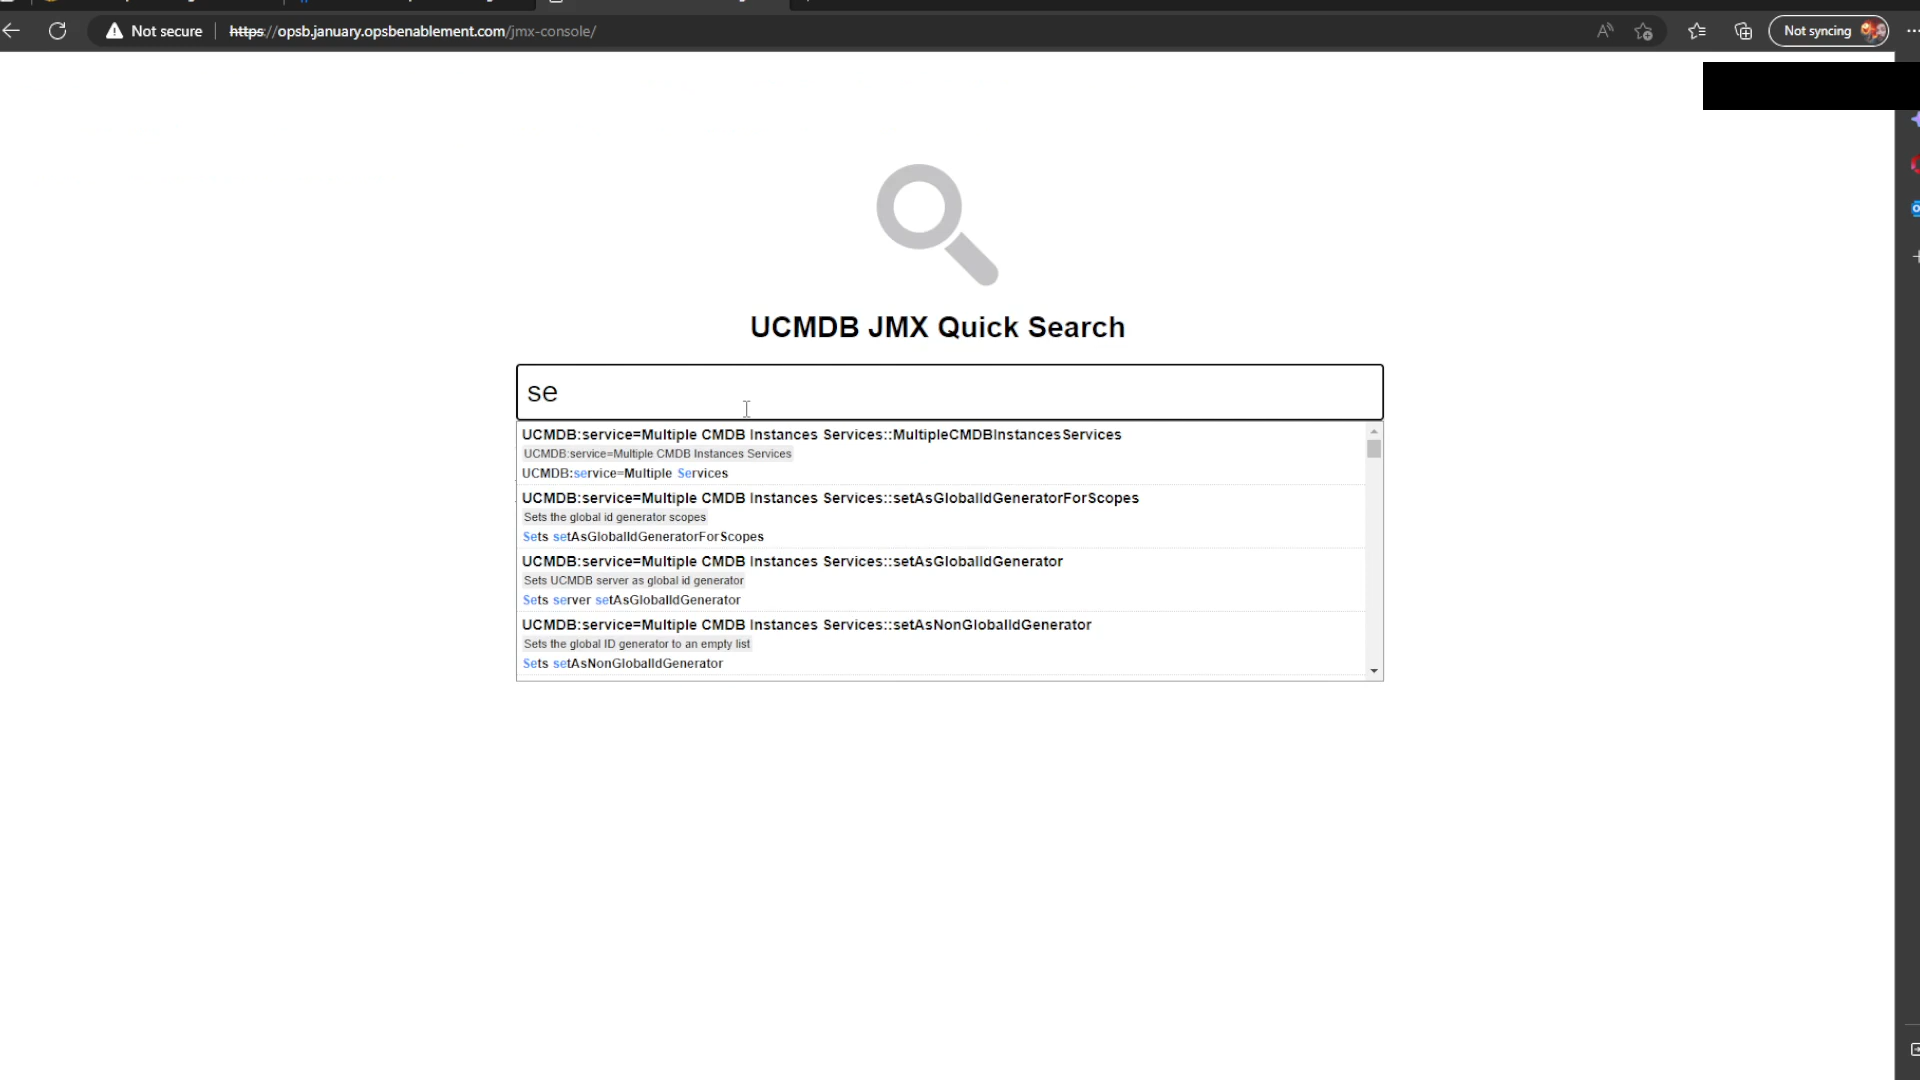 Not secure
https://opsb.january.opsbenablement.com/jmx-console/
Not syncing
UCMDB JMX Quick Search
se
UCMDB:service=Multiple CMDB Instances Services::MultipleCMDBInstancesServices
UCMDB:service=Multiple CMDB Instances Services
UCMDB:service=Multiple Services
UCMDB:service=Multiple CMDB Instances Services::setAsGlobalIdGeneratorForScopes
Sets the global id generator scopes
Sets setAsGlobalIdGeneratorForScopes
UCMDB:service=Multiple CMDB Instances Services::setAsGlobalIdGenerator
Sets UCMDB server as global id generator
Sets server setAsGlobalIdGenerator
UCMDB:service=Multiple CMDB Instances Services::setAsNonGlobalIdGenerator
Sets the global ID generator to an empty list
Sets setAsNonGlobalIdGenerator